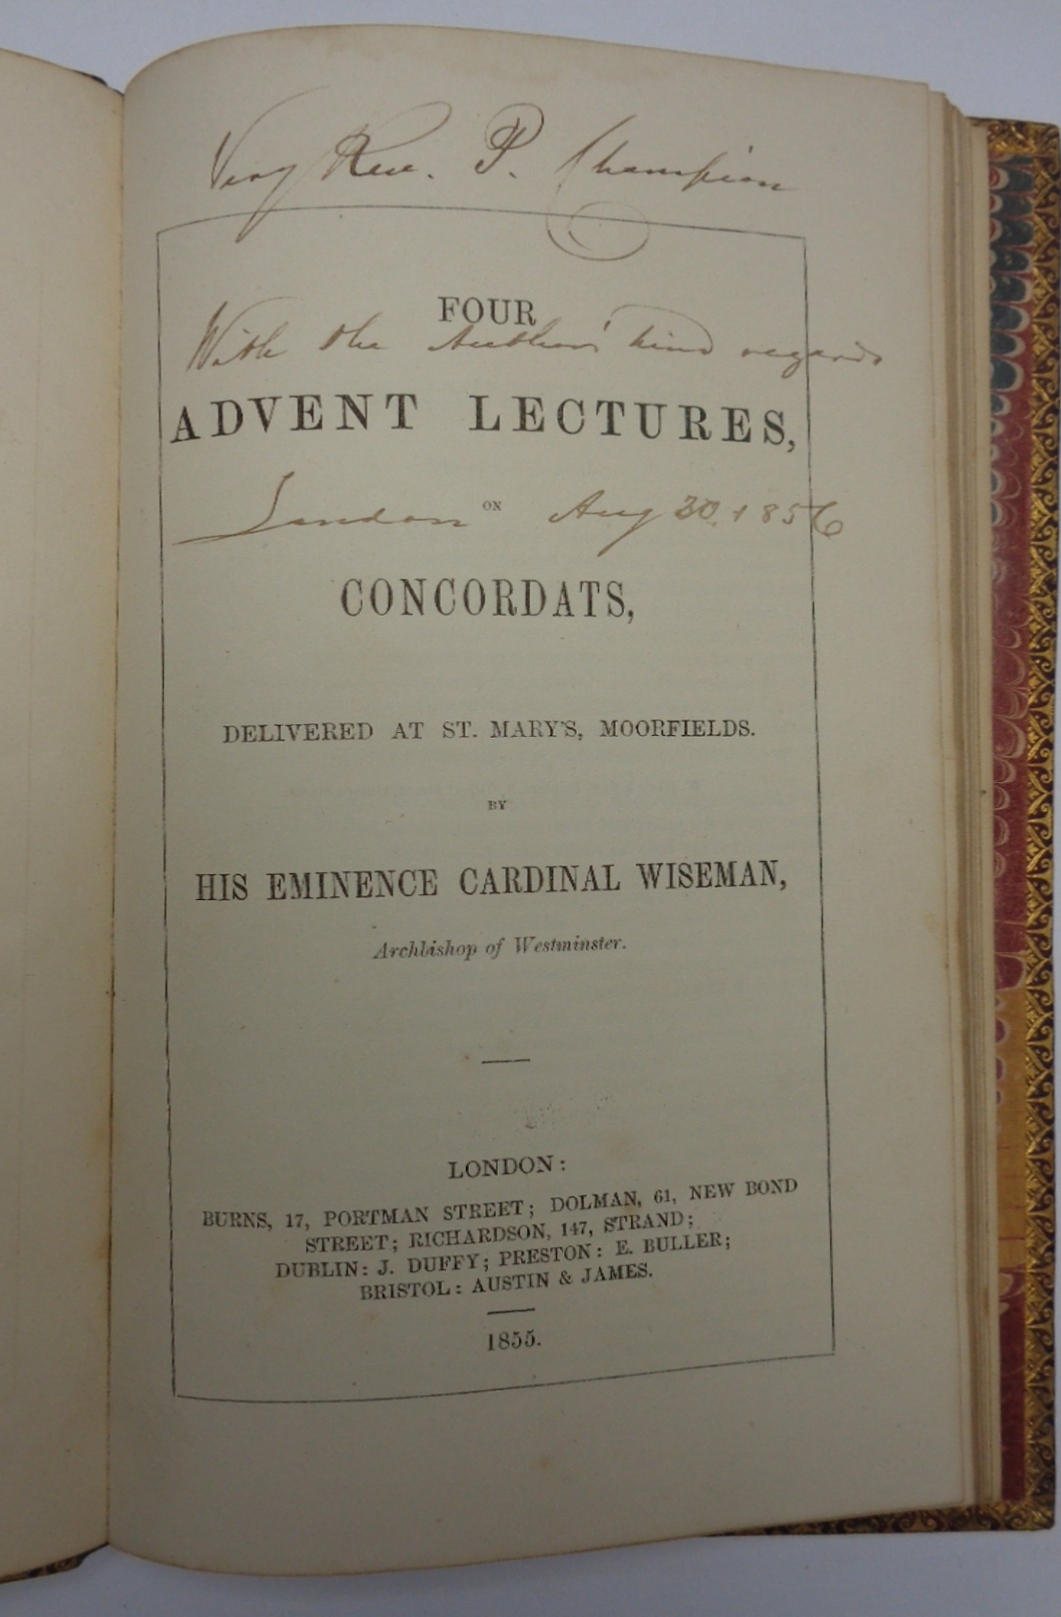 Very Rev. P. Champion
FOUR
With the Author's kind regards
ADVENT LECTURES,
ON
London Aug 30. 1856
CONCORDATS,
DELIVERED AT ST. MARY'S, MOORFIELDS.
BY
HIS EMINENCE CARDINAL WISEMAN,
Archbishop of Westminster.
LONDON:
BURNS, 17, PORTMAN STREET; DOLMAN, 61, NEW BOND
STREET; RICHARDSON, 147, STRAND;
DUBLIN: J. DUFFY; PRESTON: E. BULLER;
BRISTOL: AUSTIN & JAMES.
1855.